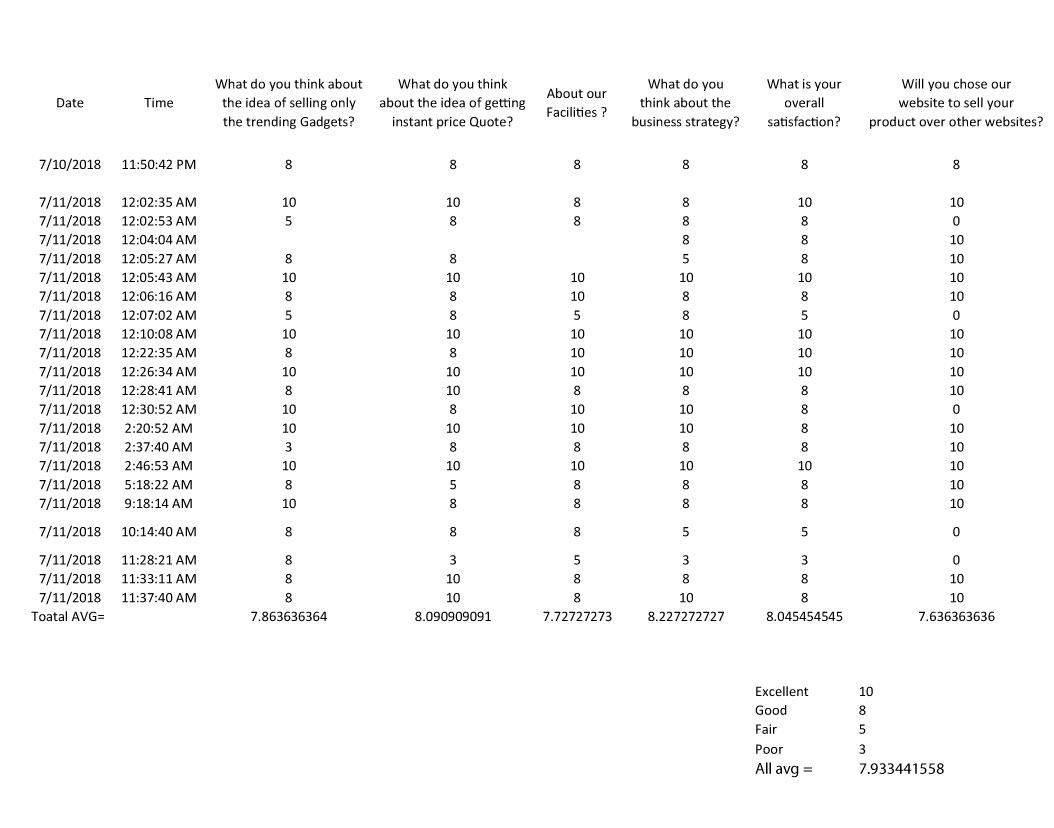 Date Time What do you think about the idea of selling only the trending Gadgets? What do you think about the idea of getting instant price Quote? About our Facilities ? What do you think about the business strategy? What is your overall satisfaction? Will you chose our website to sell your product over other websites?
7/10/2018 11:50:42 PM 8 8 8 8 8 8
7/11/2018 12:02:35 AM 10 10 8 8 10 10
7/11/2018 12:02:53 AM 5 8 8 8 8 0
7/11/2018 12:04:04 AM 8 8 10
7/11/2018 12:05:27 AM 8 8 5 8 10
7/11/2018 12:05:43 AM 10 10 10 10 10 10
7/11/2018 12:06:16 AM 8 8 10 8 8 10
7/11/2018 12:07:02 AM 5 8 5 8 5 0
7/11/2018 12:10:08 AM 10 10 10 10 10 10
7/11/2018 12:22:35 AM 8 8 10 10 10 10
7/11/2018 12:26:34 AM 10 10 10 10 10 10
7/11/2018 12:28:41 AM 8 10 8 8 8 10
7/11/2018 12:30:52 AM 10 8 10 10 8 0
7/11/2018 2:20:52 AM 10 10 10 10 8 10
7/11/2018 2:37:40 AM 3 8 8 8 8 10
7/11/2018 2:46:53 AM 10 10 10 10 10 10
7/11/2018 5:18:22 AM 8 5 8 8 8 10
7/11/2018 9:18:14 AM 10 8 8 8 8 10
7/11/2018 10:14:40 AM 8 8 8 5 5 0
7/11/2018 11:28:21 AM 8 3 5 3 3 0
7/11/2018 11:33:11 AM 8 10 8 8 8 10
7/11/2018 11:37:40 AM 8 10 8 10 8 10
Toatal AVG= 7.863636364 8.090909091 7.72727273 8.227272727 8.045454545 7.636363636
Excellent 10
Good 8
Fair 5
Poor 3
All avg = 7.933441558